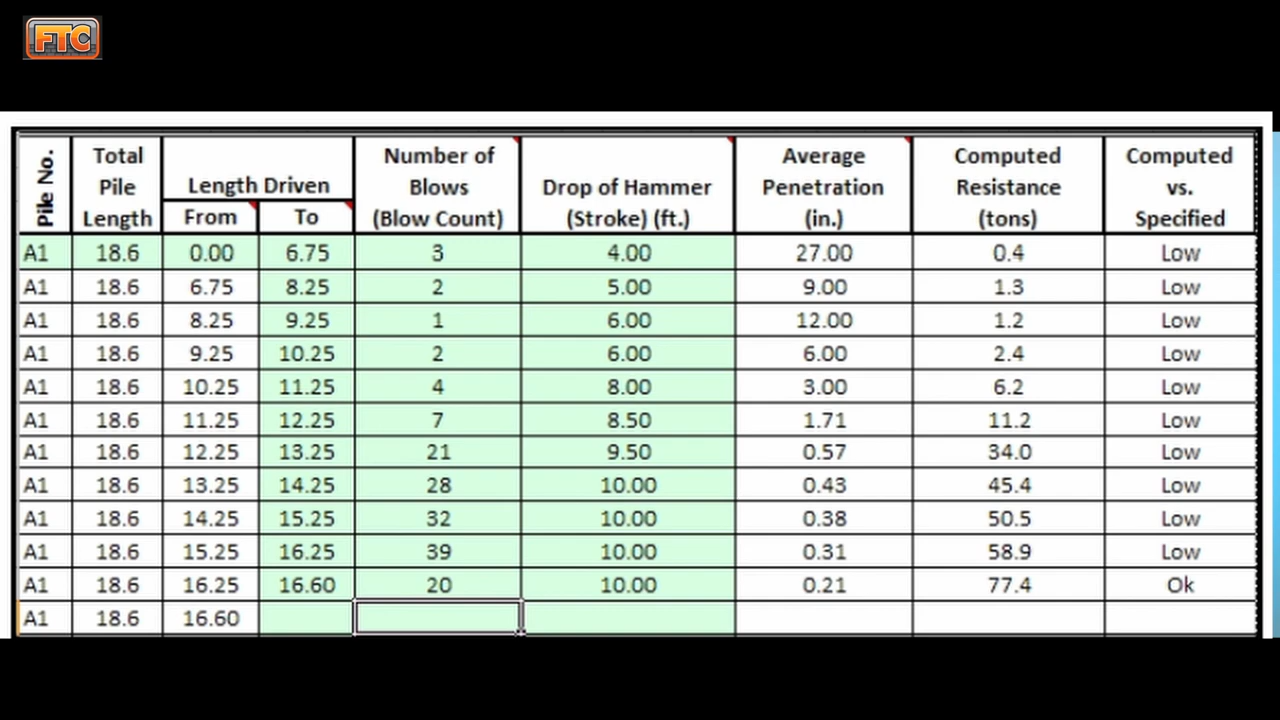 FTC
Pile No. Total Pile Length Length Driven From To Number of Blows (Blow Count) Drop of Hammer (Stroke) (ft.) Average Penetration (in.) Computed Resistance (tons) Computed vs. Specified
A1 18.6 0.00 6.75 3 4.00 27.00 0.4 Low
A1 18.6 6.75 8.25 2 5.00 9.00 1.3 Low
A1 18.6 8.25 9.25 1 6.00 12.00 1.2 Low
A1 18.6 9.25 10.25 2 6.00 6.00 2.4 Low
A1 18.6 10.25 11.25 4 8.00 3.00 6.2 Low
A1 18.6 11.25 12.25 7 8.50 1.71 11.2 Low
A1 18.6 12.25 13.25 21 9.50 0.57 34.0 Low
A1 18.6 13.25 14.25 28 10.00 0.43 45.4 Low
A1 18.6 14.25 15.25 32 10.00 0.38 50.5 Low
A1 18.6 15.25 16.25 39 10.00 0.31 58.9 Low
A1 18.6 16.25 16.60 20 10.00 0.21 77.4 Ok
A1 18.6 16.60